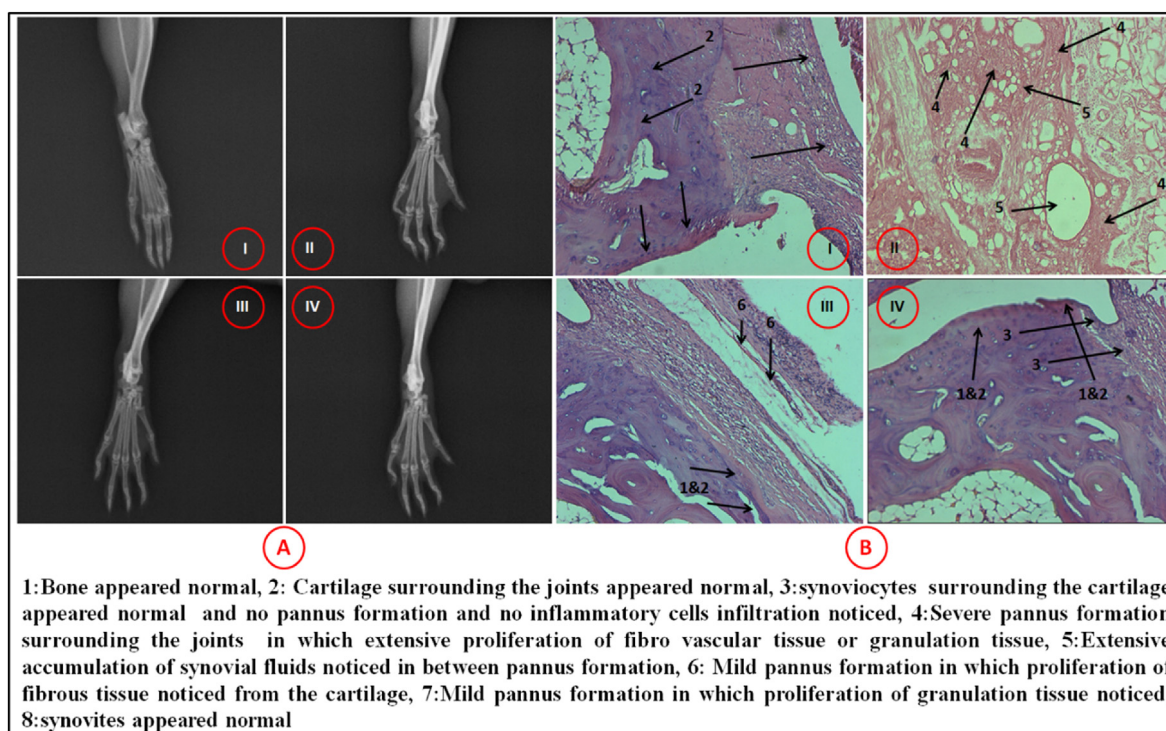 I
II
III
IV
2
2
I
4
4
4
5
5
4
II
6
6
III
1&2
IV
3
3
1&2
1&2
A
B
1:Bone appeared normal, 2: Cartilage surrounding the joints appeared normal, 3:synoviocytes surrounding the cartilage
appeared normal and no pannus formation and no inflammatory cells infiltration noticed, 4:Severe pannus formation
surrounding the joints in which extensive proliferation of fibro vascular tissue or granulation tissue, 5:Extensive
accumulation of synovial fluids noticed in between pannus formation, 6: Mild pannus formation in which proliferation of
fibrous tissue noticed from the cartilage, 7:Mild pannus formation in which proliferation of granulation tissue noticed
8:synovites appeared normal